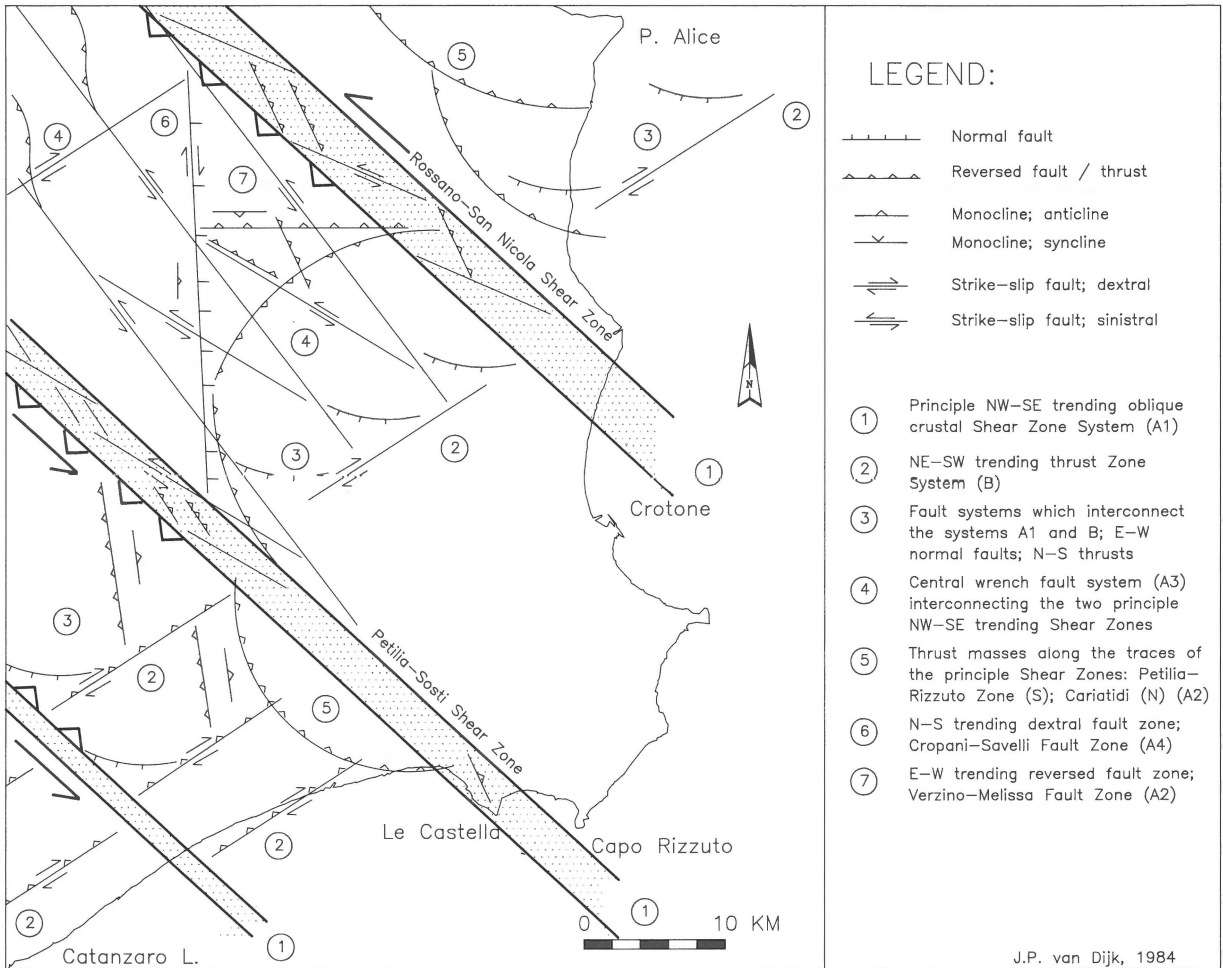 P. Alice
5
2
4
6
3
7
Rossano-San Nicola Shear Zone
4
N
3
2
1
Crotone
3
Petilia-Sosti Shear Zone
2
5
Le Castella
2
Capo Rizzuto
2
1
1
0 10 KM
Catanzaro L.
LEGEND:
Normal fault
Reversed fault / thrust
Monocline; anticline
Monocline; syncline
Strike-slip fault; dextral
Strike-slip fault; sinistral
1 Principle NW-SE trending oblique
crustal Shear Zone System (A1)
2 NE-SW trending thrust Zone
System (B)
3 Fault systems which interconnect
the systems A1 and B; E-W
normal faults; N-S thrusts
4 Central wrench fault system (A3)
interconnecting the two principle
NW-SE trending Shear Zones
5 Thrust masses along the traces of
the principle Shear Zones: Petilia-
Rizzuto Zone (S); Cariatidi (N) (A2)
6 N-S trending dextral fault zone;
Cropani-Savelli Fault Zone (A4)
7 E-W trending reversed fault zone;
Verzino-Melissa Fault Zone (A2)
J.P. van Dijk, 1984